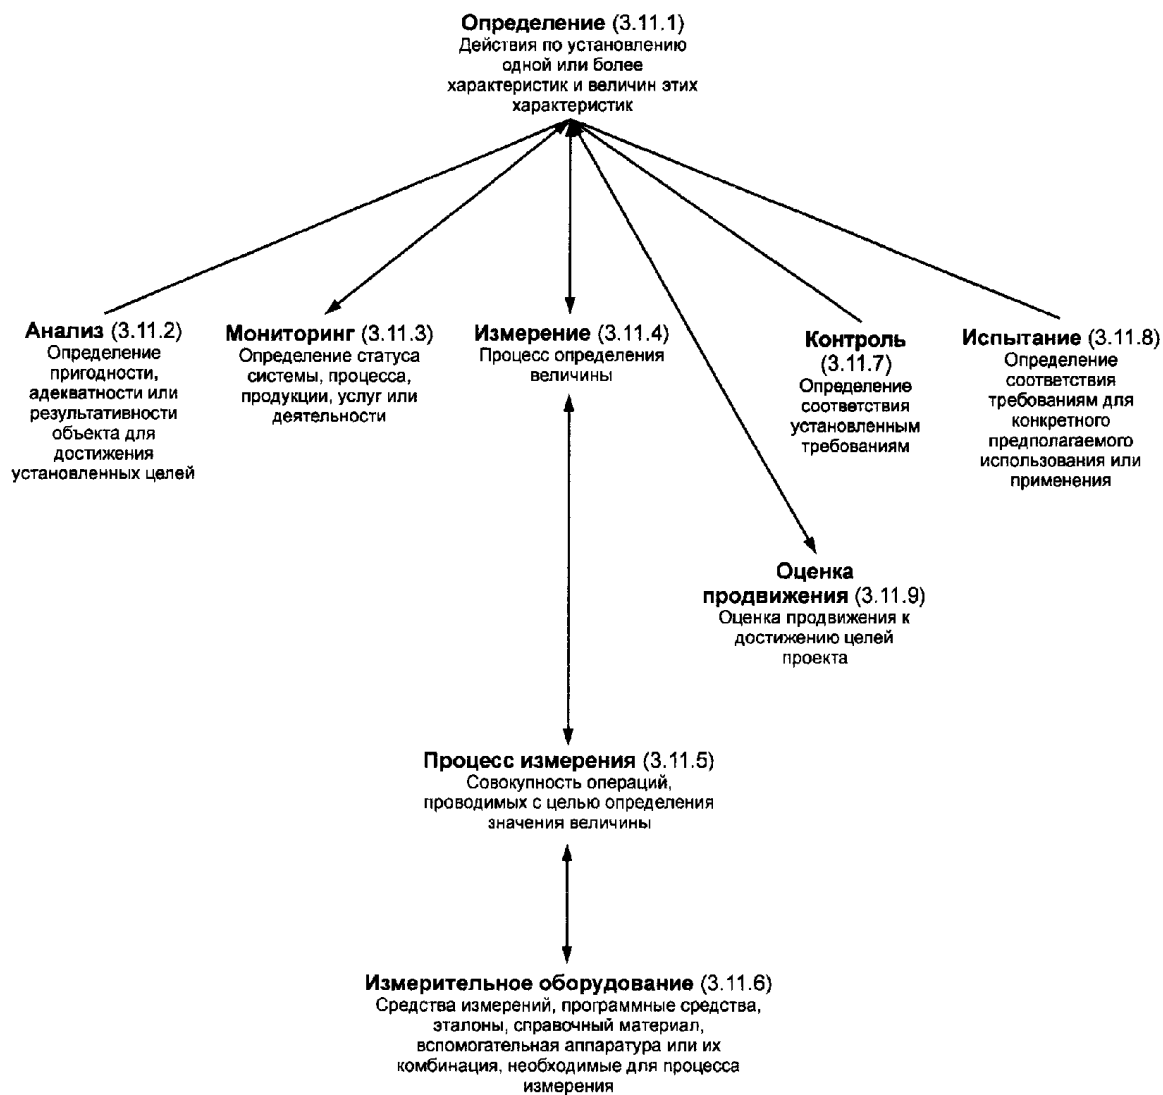 Определение (3.11.1)
Действия по установлению
одной или более
характеристик и величин этих
характеристик
Анализ (3.11.2)
Определение
пригодности,
адекватности или
результативности
объекта для
достижения
установленных целей
Мониторинг (3.11.3)
Определение статуса
системы, процесса,
продукции, услуг или
деятельности
Измерение (3.11.4)
Процесс определения
величины
Контроль
(3.11.7)
Определение
соответствия
установленным
требованиям
Испытание (3.11.8)
Определение
соответствия
требованиям для
конкретного
предполагаемого
использования или
применения
Оценка
продвижения (3.11.9)
Оценка продвижения к
достижению целей
проекта
Процесс измерения (3.11.5)
Совокупность операций,
проводимых с целью определения
значения величины
Измерительное оборудование (3.11.6)
Средства измерений, программные средства,
эталоны, справочный материал,
вспомогательная аппаратура или их
комбинация, необходимые для процесса
измерения